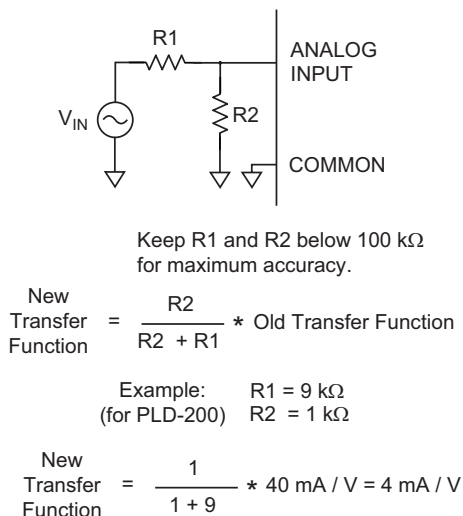 R1
ANALOG
INPUT
V_IN
R2
COMMON
Keep R1 and R2 below 100 kΩ
for maximum accuracy.
New
Transfer
Function
=
R2
R2 + R1
* Old Transfer Function
Example: R1 = 9 kΩ
(for PLD-200) R2 = 1 kΩ
New
Transfer
Function
=
1
1 + 9
* 40 mA / V = 4 mA / V